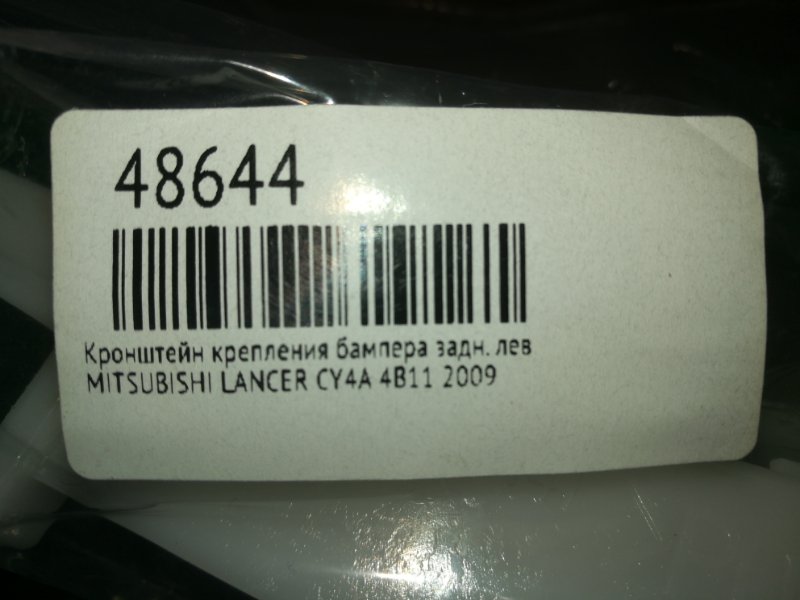 48644
Кронштейн крепления бампера задн. лев
MITSUBISHI LANCER CY4A 4B11 2009